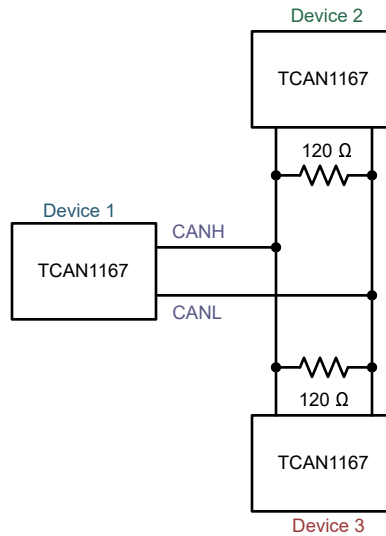 Device 2
TCAN1167
120 Ω
Device 1
CANH
TCAN1167
CANL
120 Ω
TCAN1167
Device 3